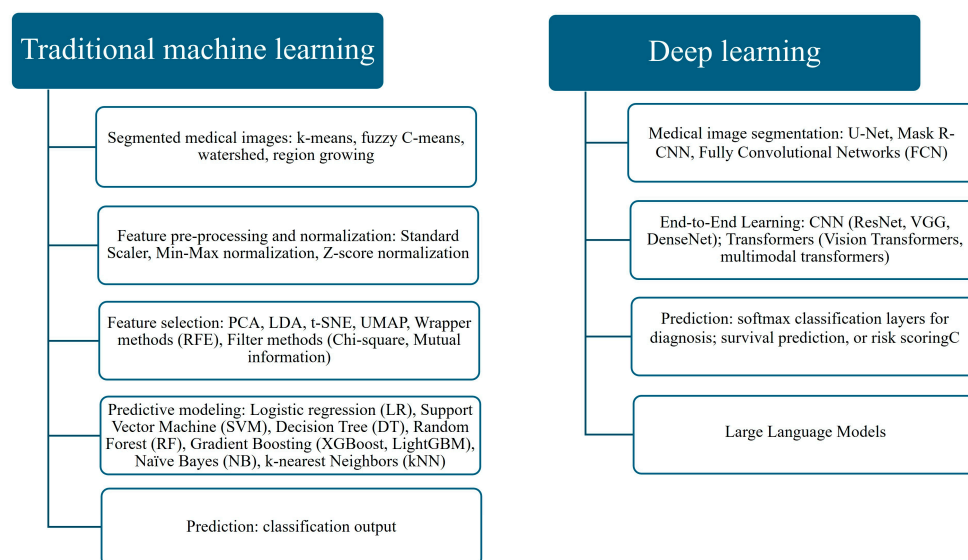 Traditional machine learning
Segmented medical images: k-means, fuzzy C-means,
watershed, region growing
Feature pre-processing and normalization: Standard
Scaler, Min-Max normalization, Z-score normalization
Feature selection: PCA, LDA, t-SNE, UMAP, Wrapper
methods (RFE), Filter methods (Chi-square, Mutual
information)
Predictive modeling: Logistic regression (LR), Support
Vector Machine (SVM), Decision Tree (DT), Random
Forest (RF), Gradient Boosting (XGBoost, LightGBM),
Naïve Bayes (NB), k-nearest Neighbors (kNN)
Prediction: classification output
Deep learning
Medical image segmentation: U-Net, Mask R-
CNN, Fully Convolutional Networks (FCN)
End-to-End Learning: CNN (ResNet, VGG,
DenseNet); Transformers (Vision Transformers,
multimodal transformers)
Prediction: softmax classification layers for
diagnosis; survival prediction, or risk scoringC
Large Language Models